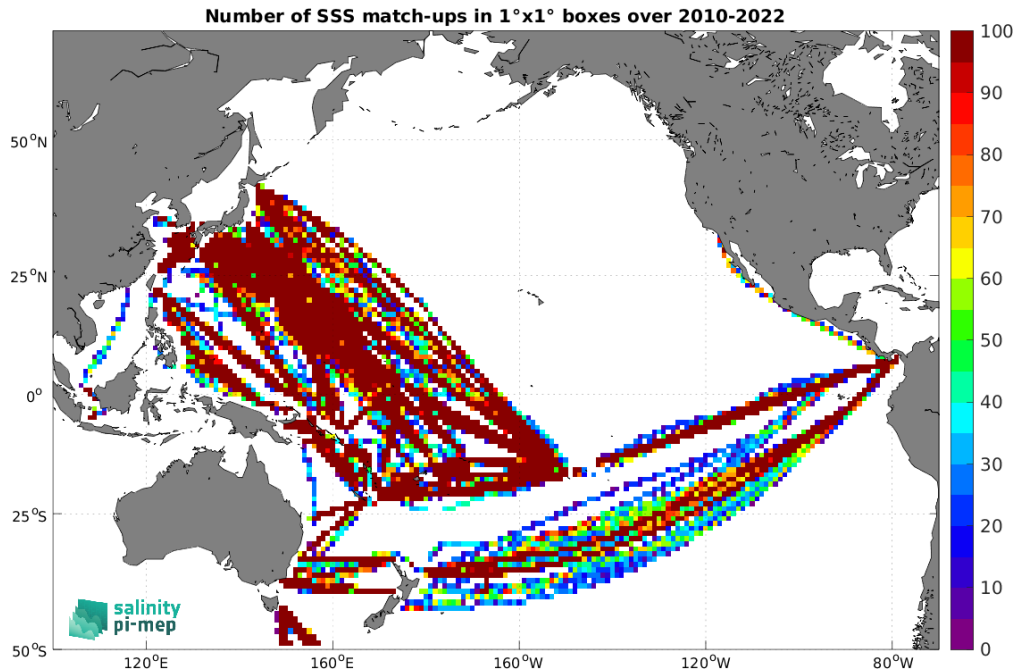 Number of SSS match-ups in 1°x1° boxes over 2010-2022
100
90
80
70
60
50
40
30
20
10
0
50°N
25°N
0°
25°S
50°S
120°E
160°E
160°W
120°W
80°W
salinity
pi-mep